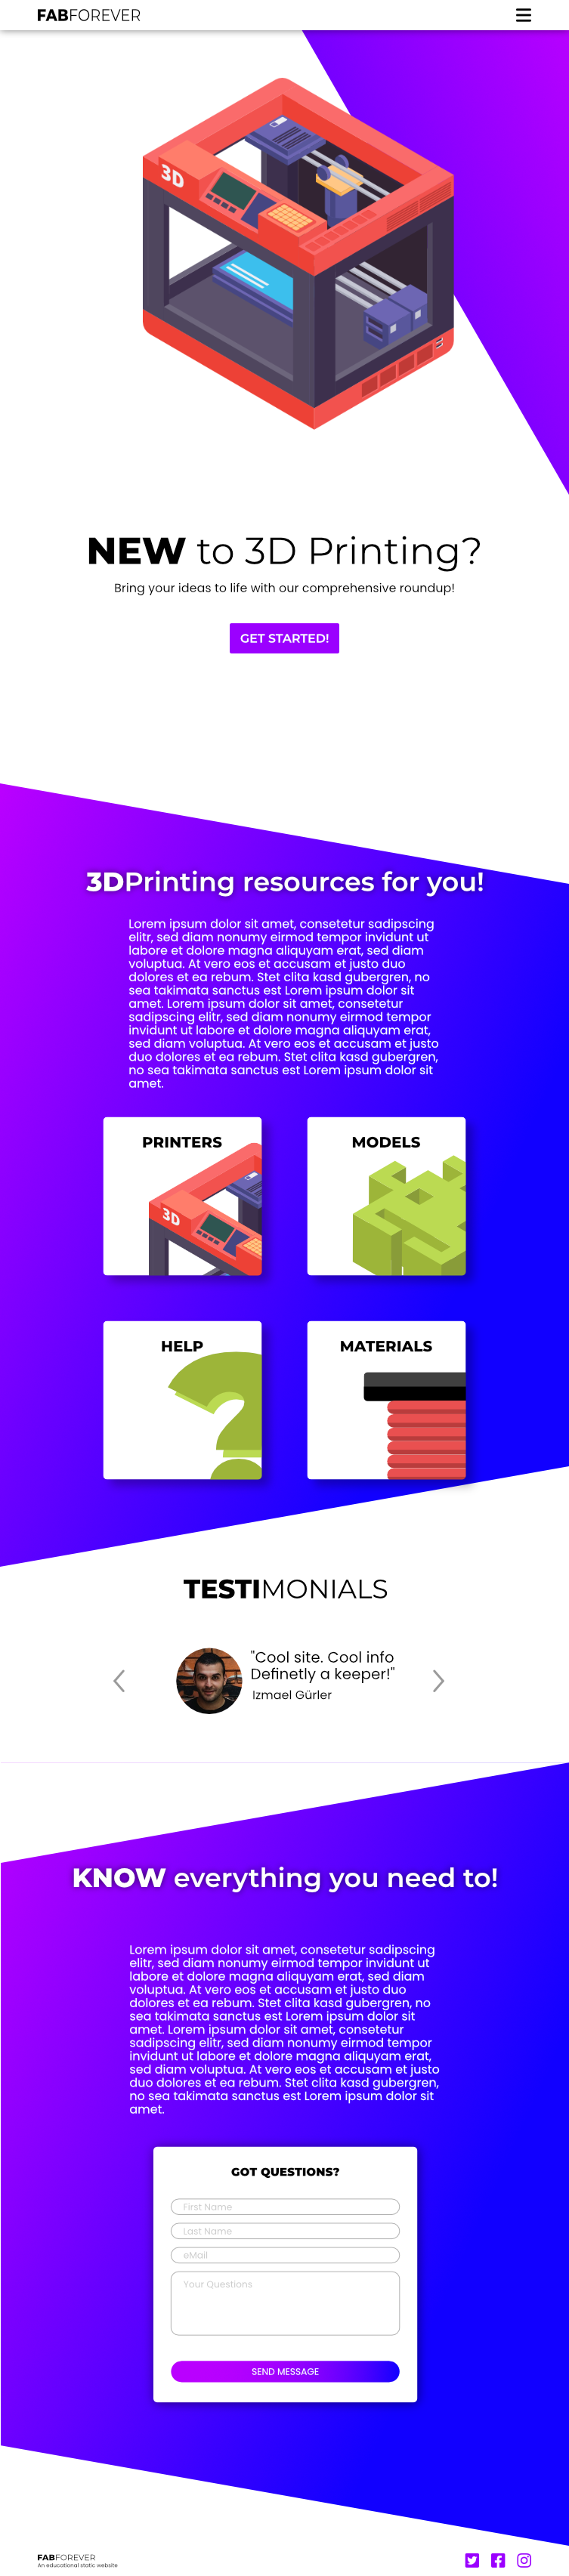 FABFOREVER
3D
NEW to 3D Printing?
Bring your ideas to life with our comprehensive roundup!
GET STARTED!
3DPrinting resources for you!
Lorem ipsum dolor sit amet, consetetur sadipscing
elitr, sed diam nonumy eirmod tempor invidunt ut
labore et dolore magna aliquyam erat, sed diam
voluptua. At vero eos et accusam et justo duo
dolores et ea rebum. Stet clita kasd gubergren, no
sea takimata sanctus est Lorem ipsum dolor sit
amet. Lorem ipsum dolor sit amet, consetetur
sadipscing elitr, sed diam nonumy eirmod tempor
invidunt ut labore et dolore magna aliquyam erat,
sed diam voluptua. At vero eos et accusam et justo
duo dolores et ea rebum. Stet clita kasd gubergren,
no sea takimata sanctus est Lorem ipsum dolor sit
amet.
PRINTERS
3D
MODELS
HELP
MATERIALS
TESTIMONIALS
"Cool site. Cool info
Definetly a keeper!"
Izmael Gürler
KNOW everything you need to!
Lorem ipsum dolor sit amet, consetetur sadipscing
elitr, sed diam nonumy eirmod tempor invidunt ut
labore et dolore magna aliquyam erat, sed diam
voluptua. At vero eos et accusam et justo duo
dolores et ea rebum. Stet clita kasd gubergren, no
sea takimata sanctus est Lorem ipsum dolor sit
amet. Lorem ipsum dolor sit amet, consetetur
sadipscing elitr, sed diam nonumy eirmod tempor
invidunt ut labore et dolore magna aliquyam erat,
sed diam voluptua. At vero eos et accusam et justo
duo dolores et ea rebum. Stet clita kasd gubergren,
no sea takimata sanctus est Lorem ipsum dolor sit
amet.
GOT QUESTIONS?
First Name
Last Name
eMail
Your Questions
SEND MESSAGE
FABFOREVER
An educational static website